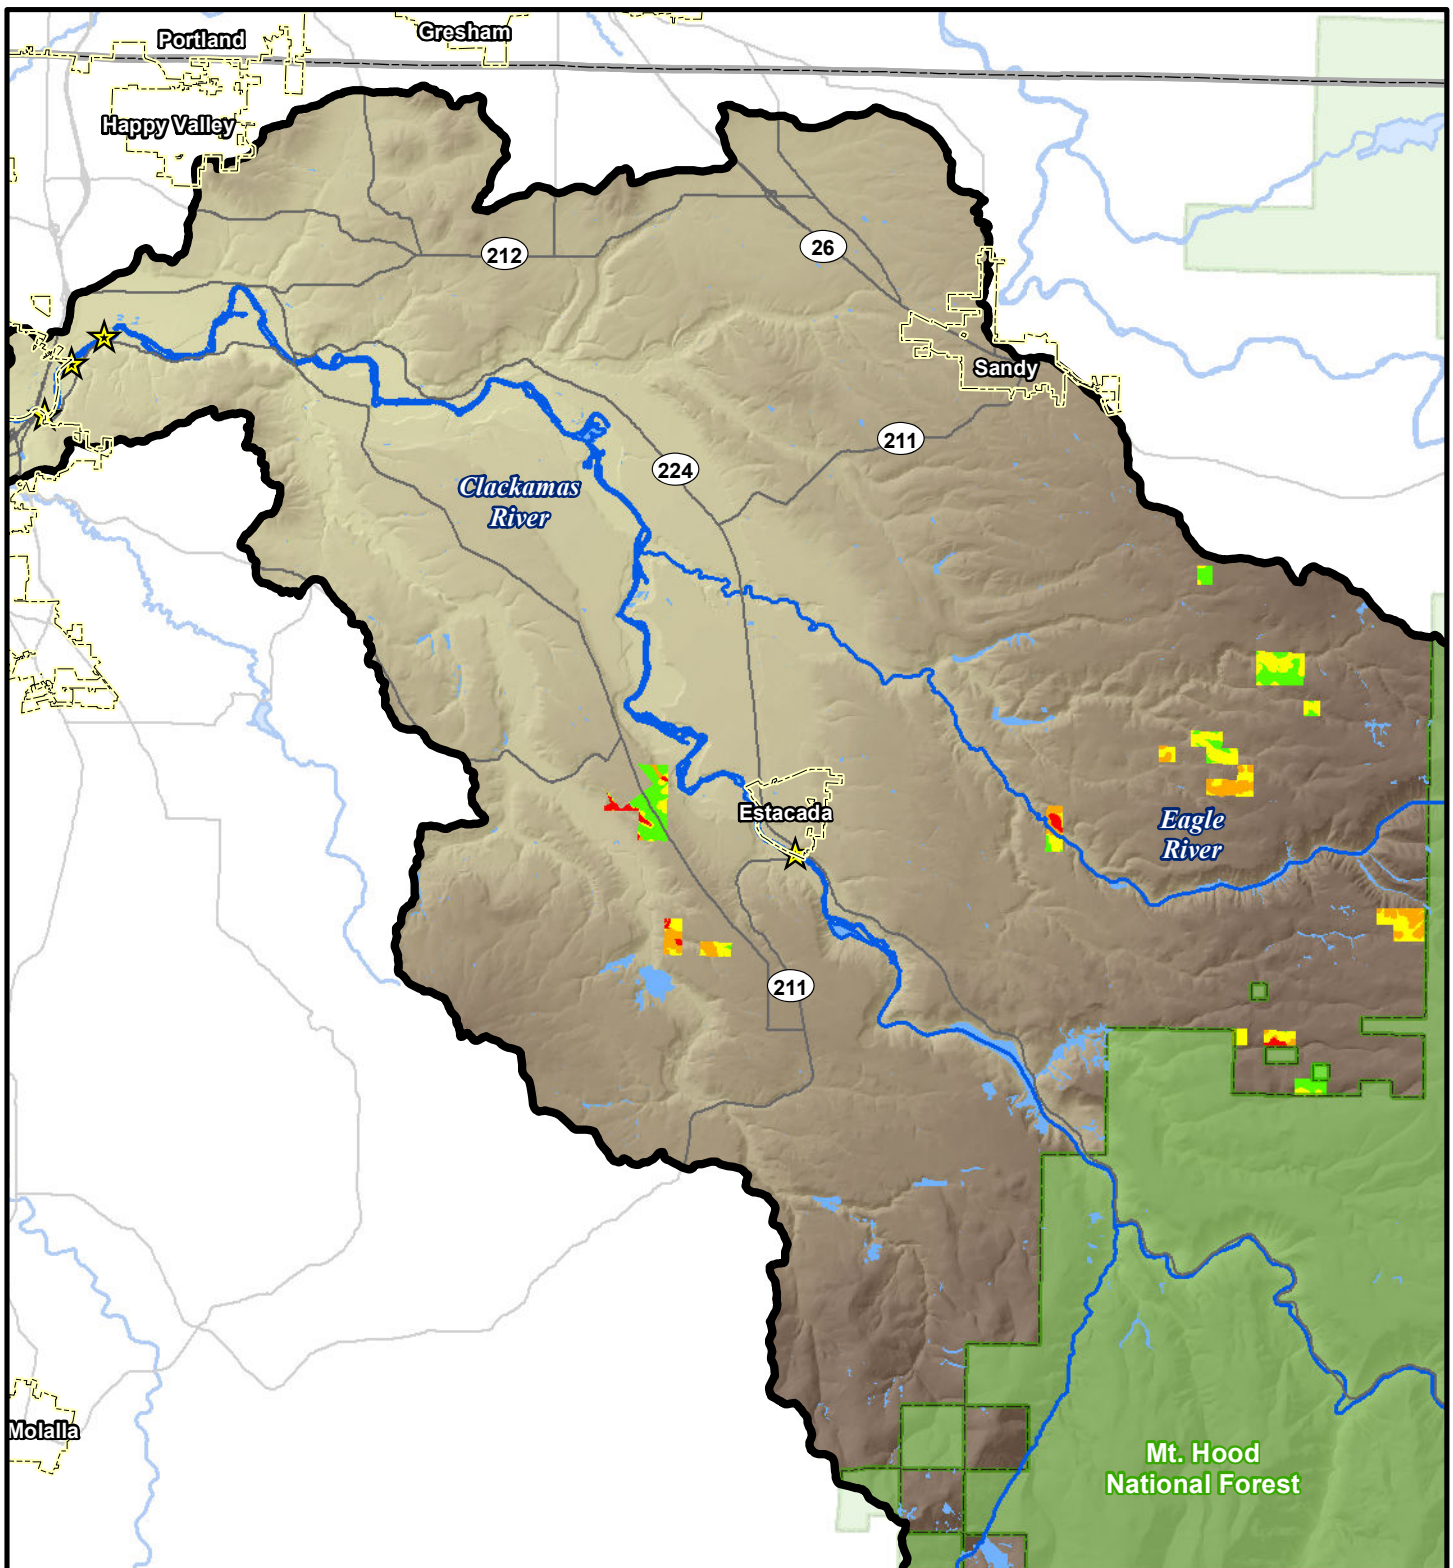 Portland
Gresham
Happy Valley
212
26
Sandy
211
224
Clackamas
River
Estacada
Eagle
River
211
Molalla
Mt. Hood
National Forest